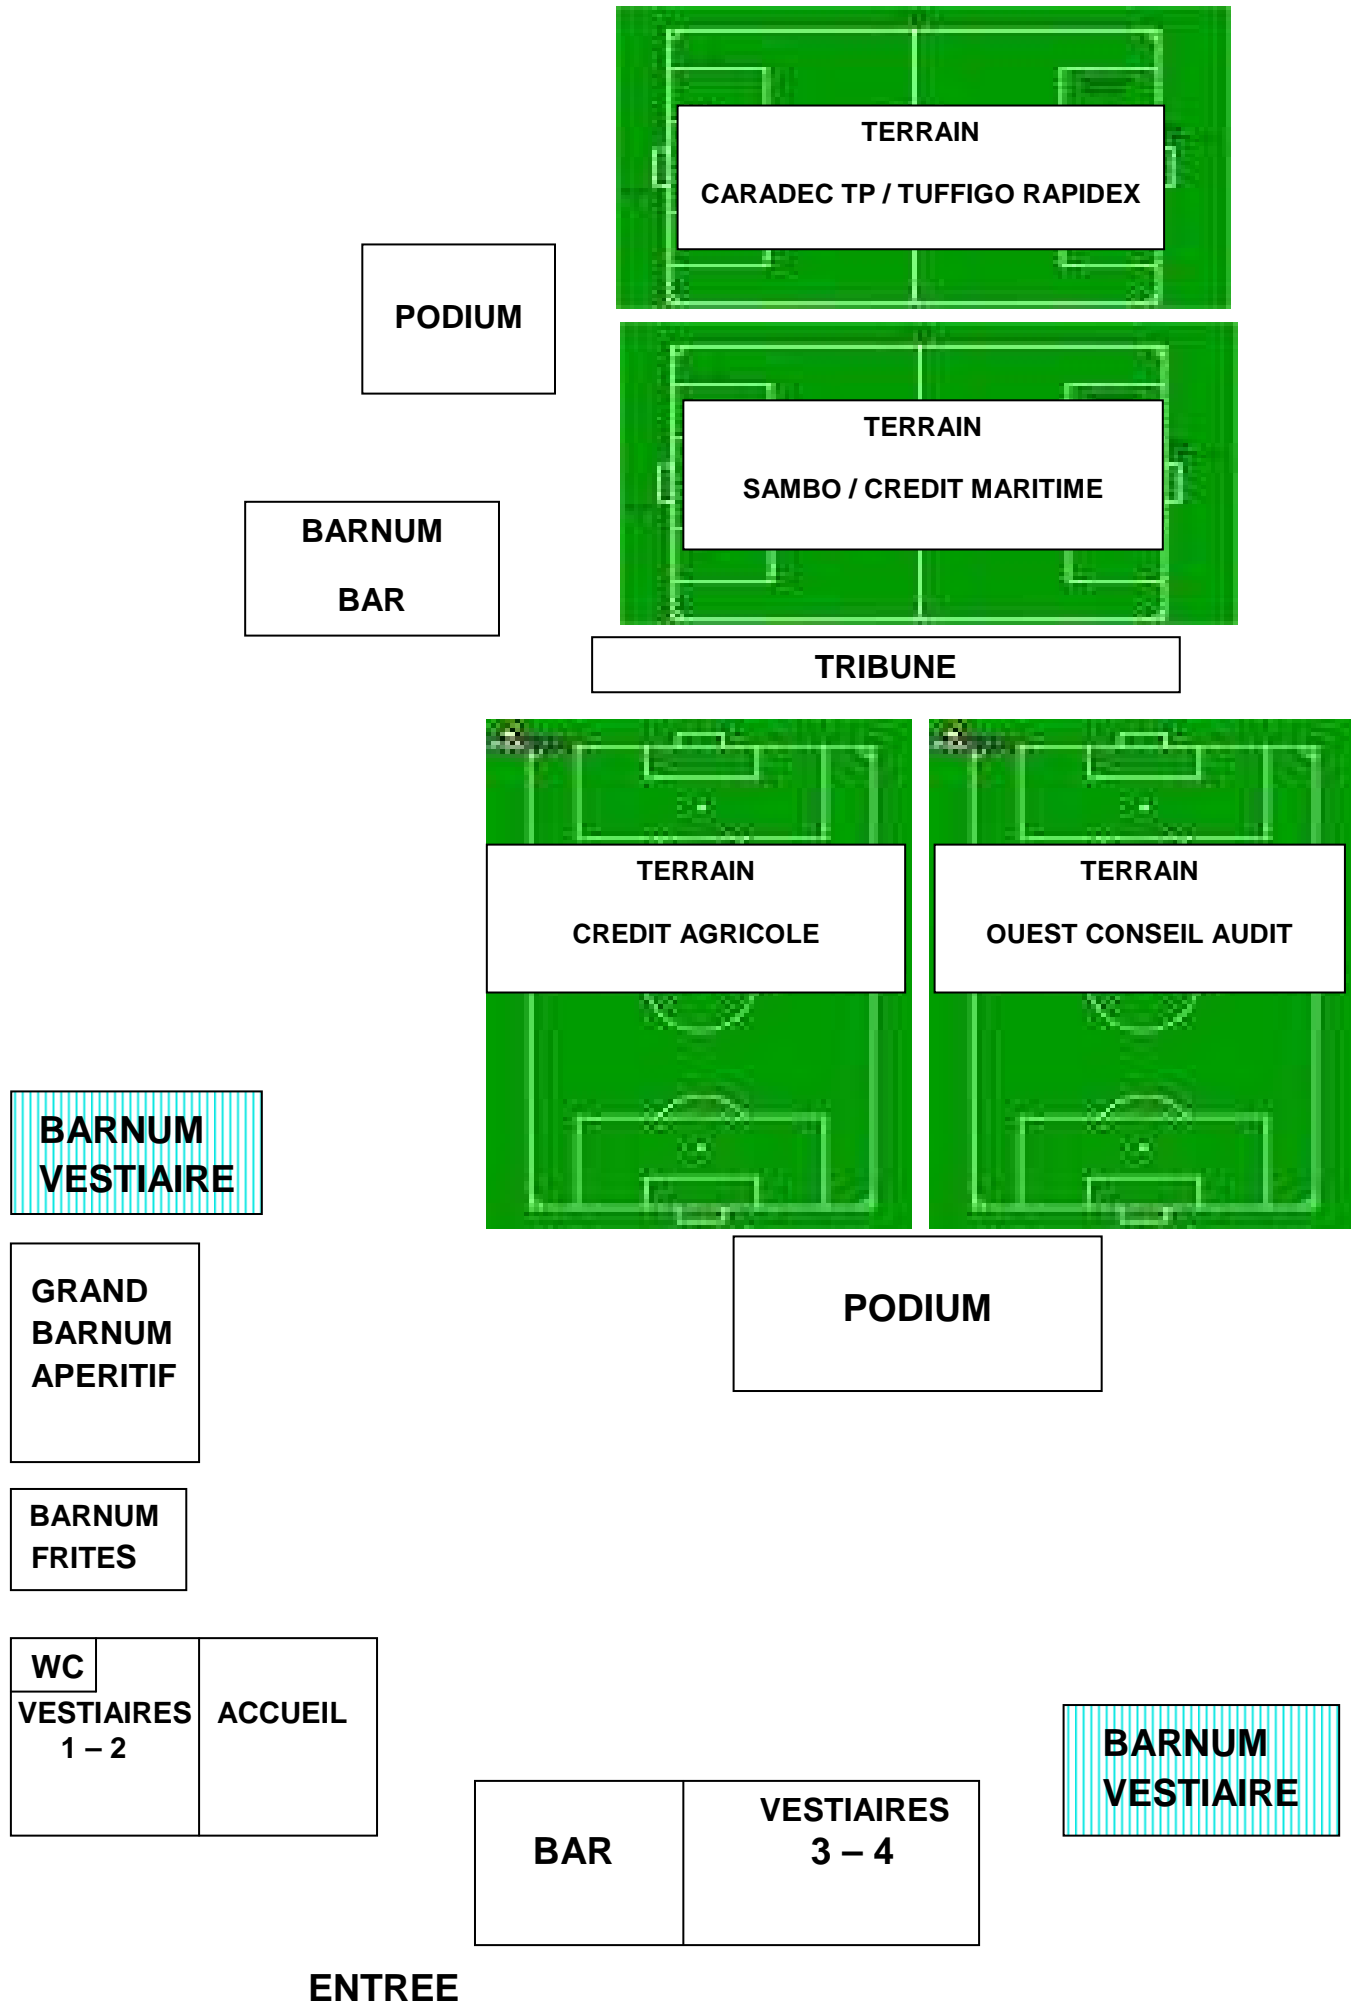 TERRAIN
CARADEC TP / TUFFIGO RAPIDEX
PODIUM
TERRAIN
SAMBO / CREDIT MARITIME
BARNUM
BAR
TRIBUNE
TERRAIN
CREDIT AGRICOLE
TERRAIN
OUEST CONSEIL AUDIT
BARNUM
VESTIAIRE
GRAND
BARNUM
APERITIF
PODIUM
BARNUM
FRITES
WC
VESTIAIRES
1 – 2
ACCUEIL
BARNUM
VESTIAIRE
BAR
VESTIAIRES
3 – 4
ENTREE